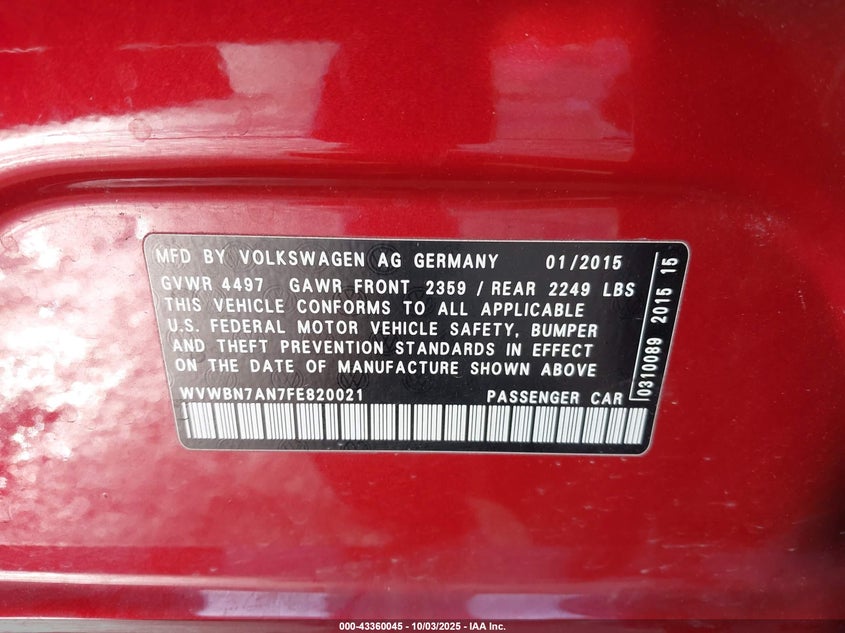 MFD BY VOLKSWAGEN AG GERMANY 01/2015
GVWR 4497 GAWR FRONT 2359 / REAR 2249 LBS
THIS VEHICLE CONFORMS TO ALL APPLICABLE
U.S. FEDERAL MOTOR VEHICLE SAFETY, BUMPER
AND THEFT PREVENTION STANDARDS IN EFFECT
ON THE DATE OF MANUFACTURE SHOWN ABOVE
WVWBN7AN7FE820021 PASSENGER CAR
0310089 2015 15
000-43360045 - 10/03/2025 - IAA Inc.